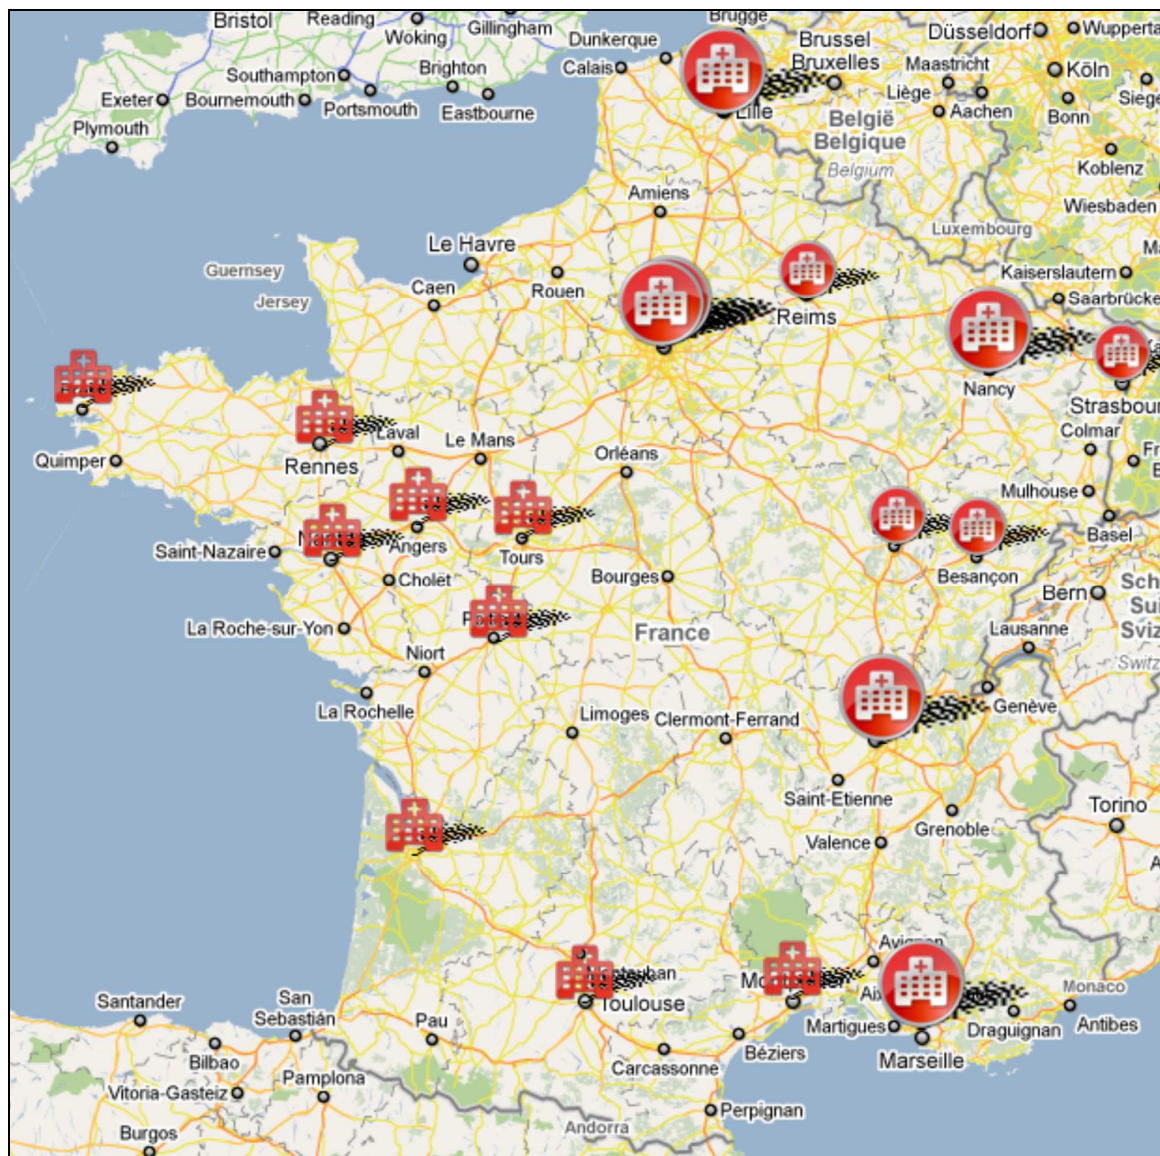 Bristol
Reading
Woking
Gillingham
Brugge
Dunkerque
Brussel
Bruxelles
Düsseldorf
Calais
Maastricht
Köln
Southampton
Brighton
Exeter
Bournemouth
Portsmouth
Eastbourne
Liège
Aachen
Bonn
Plymouth
Lille
België
Belgique
Belgium
Koblenz
Amiens
Wiesbaden
Luxembourg
Le Havre
Guernsey
Jersey
Caen
Rouen
Kaiserslautern
Reims
Nancy
Strasbour
Laval
Le Mans
Colmar
Quimper
Rennes
Orléans
Mulhouse
Saint-Nazaire
Angers
Tours
Basel
Cholet
Bourges
Besançon
Bern
La Roche-sur-Yon
France
Lausanne
Niort
La Rochelle
Limoges
Clermont-Ferrand
Genève
Saint-Etienne
Grenoble
Torino
Valence
Avignon
Toulouse
Monaco
Santander
San
Sebastián
Pau
Martigues
Draguignan
Antibes
Bilbao
Béziers
Marseille
Vitoria-Gasteiz
Pamplona
Carcassonne
Burgos
Andorra
Perpignan